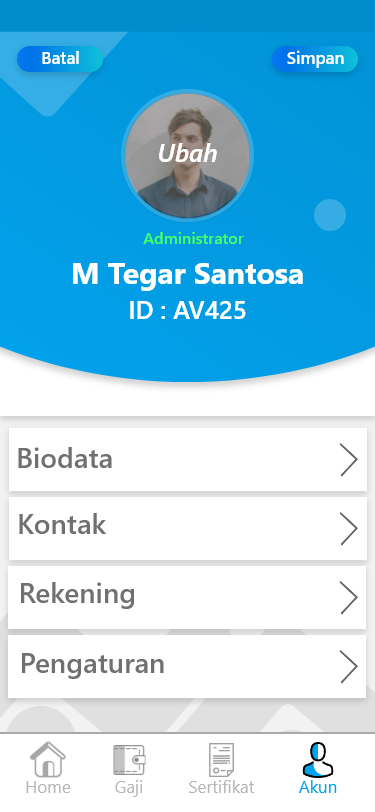 Batal
Simpan
Ubah
Administrator
M Tegar Santosa
ID : AV425
Biodata
Kontak
Rekening
Pengaturan
Home
Gaji
Sertifikat
Akun